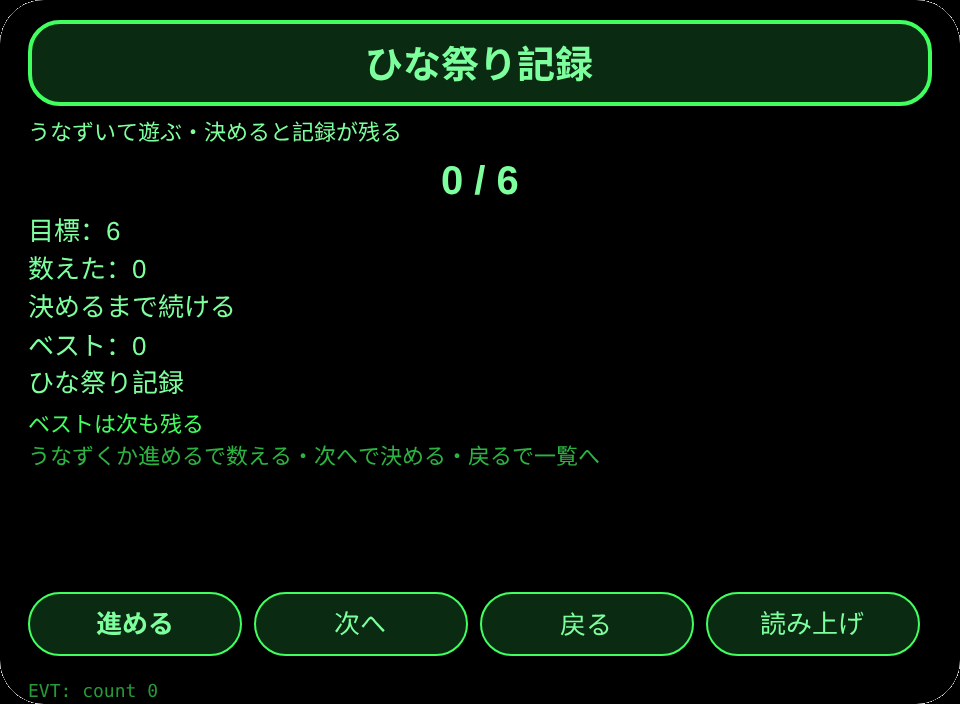 ひな祭り記録
うなずいて遊ぶ・決めると記録が残る
0 / 6
目標: 6
数えた: 0
決めるまで続ける
ベスト: 0
ひな祭り記録
ベストは次も残る
うなずくか進めるで数える・次へで決める・戻るで一覧へ
進める
次へ
戻る
読み上げ
EVT: count 0